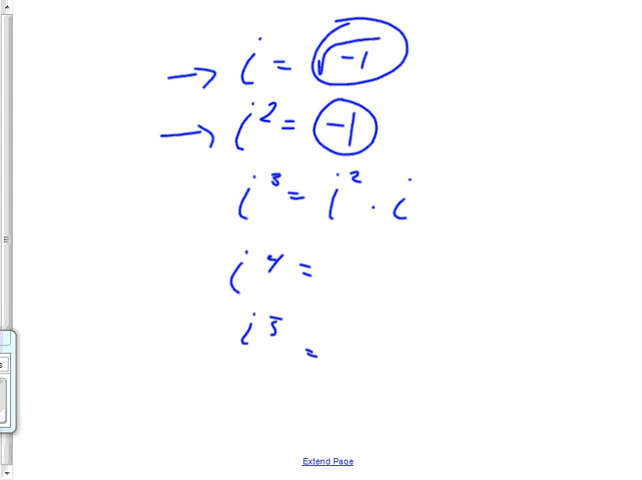 → i = √-1
→ i² = -1
i³ = i² · i
i⁴ =
i⁵ =
s
Extend Page